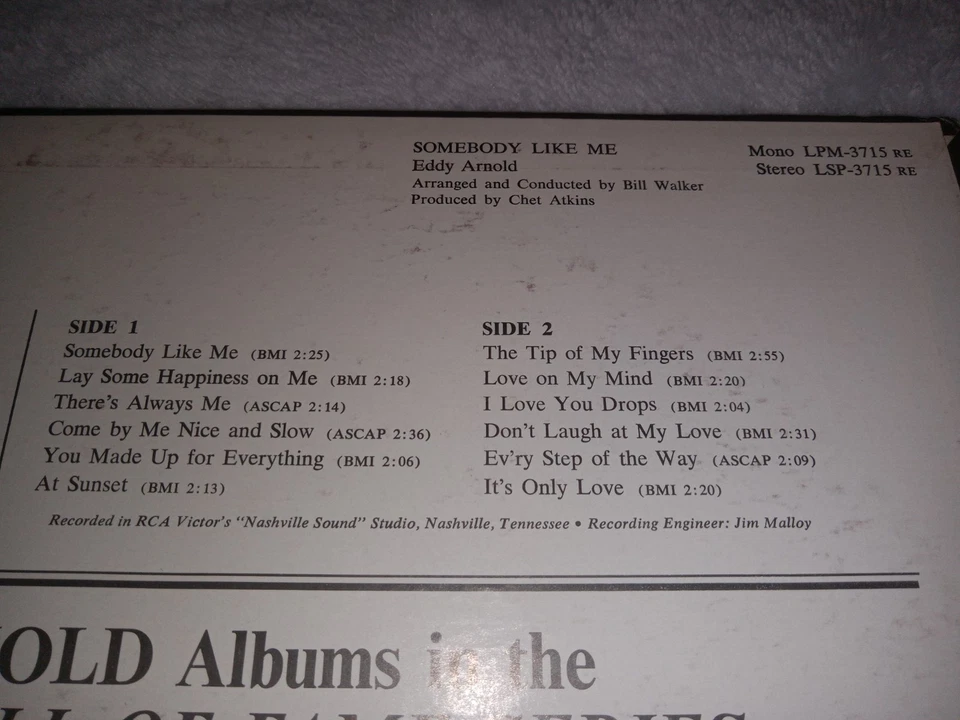 SOMEBODY LIKE ME
Eddy Arnold
Arranged and Conducted by Bill Walker
Produced by Chet Atkins
Mono LPM-3715 RE
Stereo LSP-3715 RE
SIDE 1
Somebody Like Me (BMI 2:25)
Lay Some Happiness on Me (BMI 2:18)
There's Always Me (ASCAP 2:14)
Come by Me Nice and Slow (ASCAP 2:36)
You Made Up for Everything (BMI 2:06)
At Sunset (BMI 2:13)
SIDE 2
The Tip of My Fingers (BMI 2:55)
Love on My Mind (BMI 2:20)
I Love You Drops (BMI 2:04)
Don't Laugh at My Love (BMI 2:31)
Ev'ry Step of the Way (ASCAP 2:09)
It's Only Love (BMI 2:20)
Recorded in RCA Victor's "Nashville Sound" Studio, Nashville, Tennessee • Recording Engineer: Jim Malloy
OLD Albums in the
OF FAME SERIES